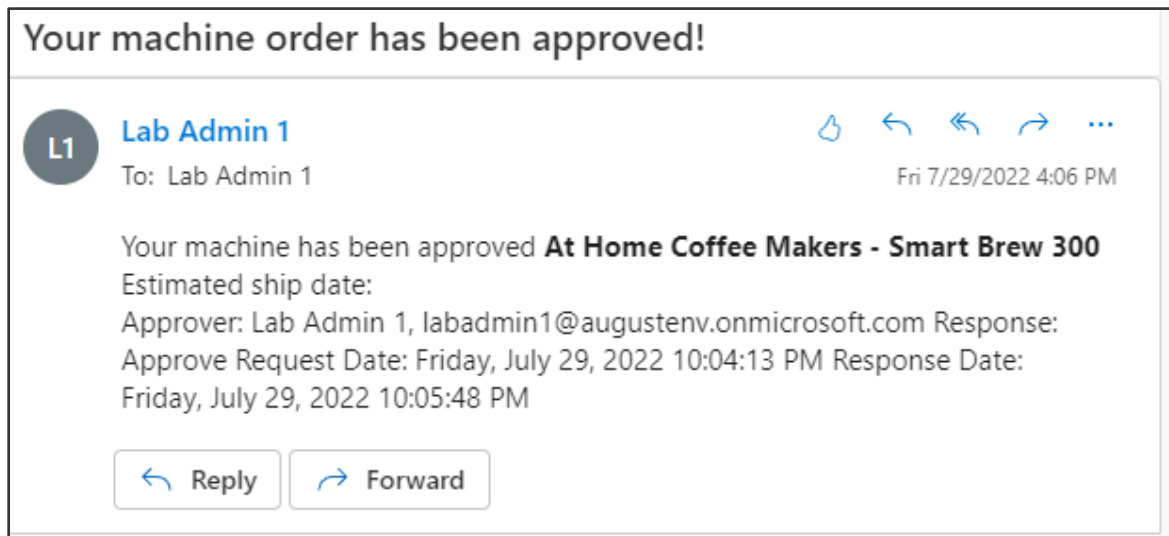 Your machine order has been approved!
L1
Lab Admin 1
To: Lab Admin 1
Fri 7/29/2022 4:06 PM
Your machine has been approved At Home Coffee Makers - Smart Brew 300
Estimated ship date:
Approver: Lab Admin 1, labadmin1@augustenv.onmicrosoft.com Response:
Approve Request Date: Friday, July 29, 2022 10:04:13 PM Response Date:
Friday, July 29, 2022 10:05:48 PM
Reply
Forward